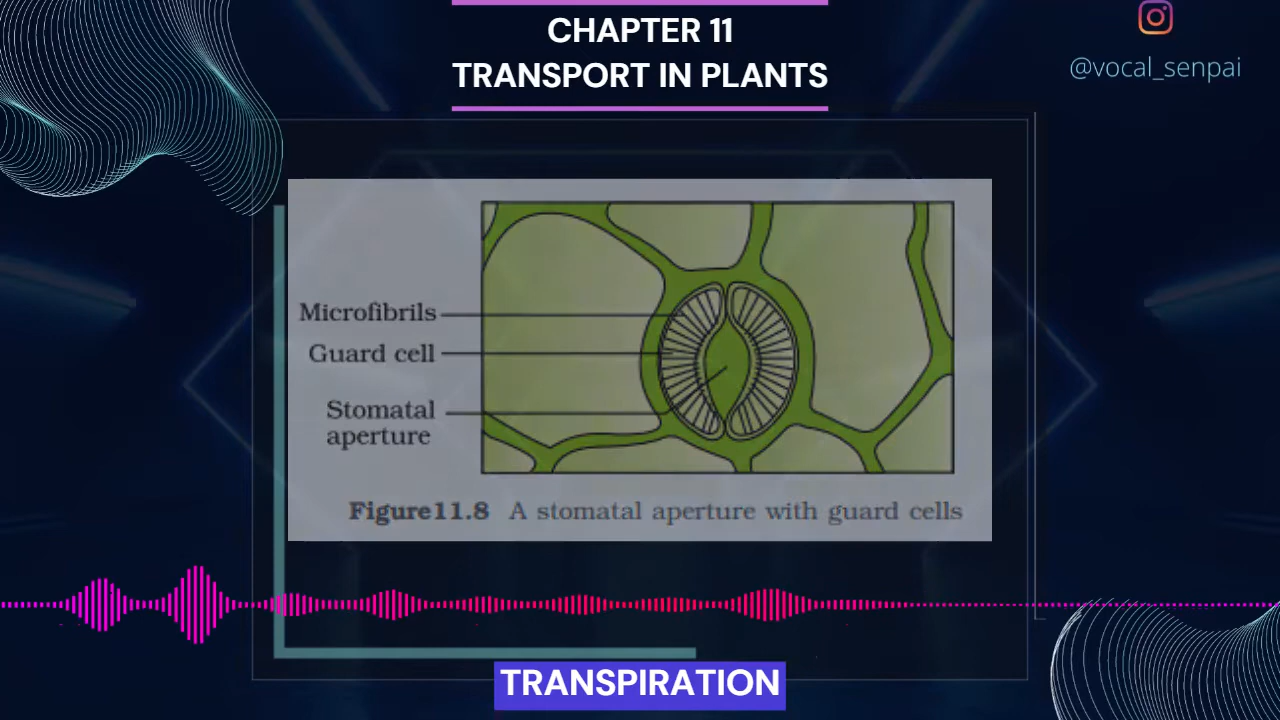 CHAPTER 11
TRANSPORT IN PLANTS
@vocal_senpai
Microfibrils
Guard cell
Stomatal
aperture
Figure11.8 A stomatal aperture with guard cells
TRANSPIRATION